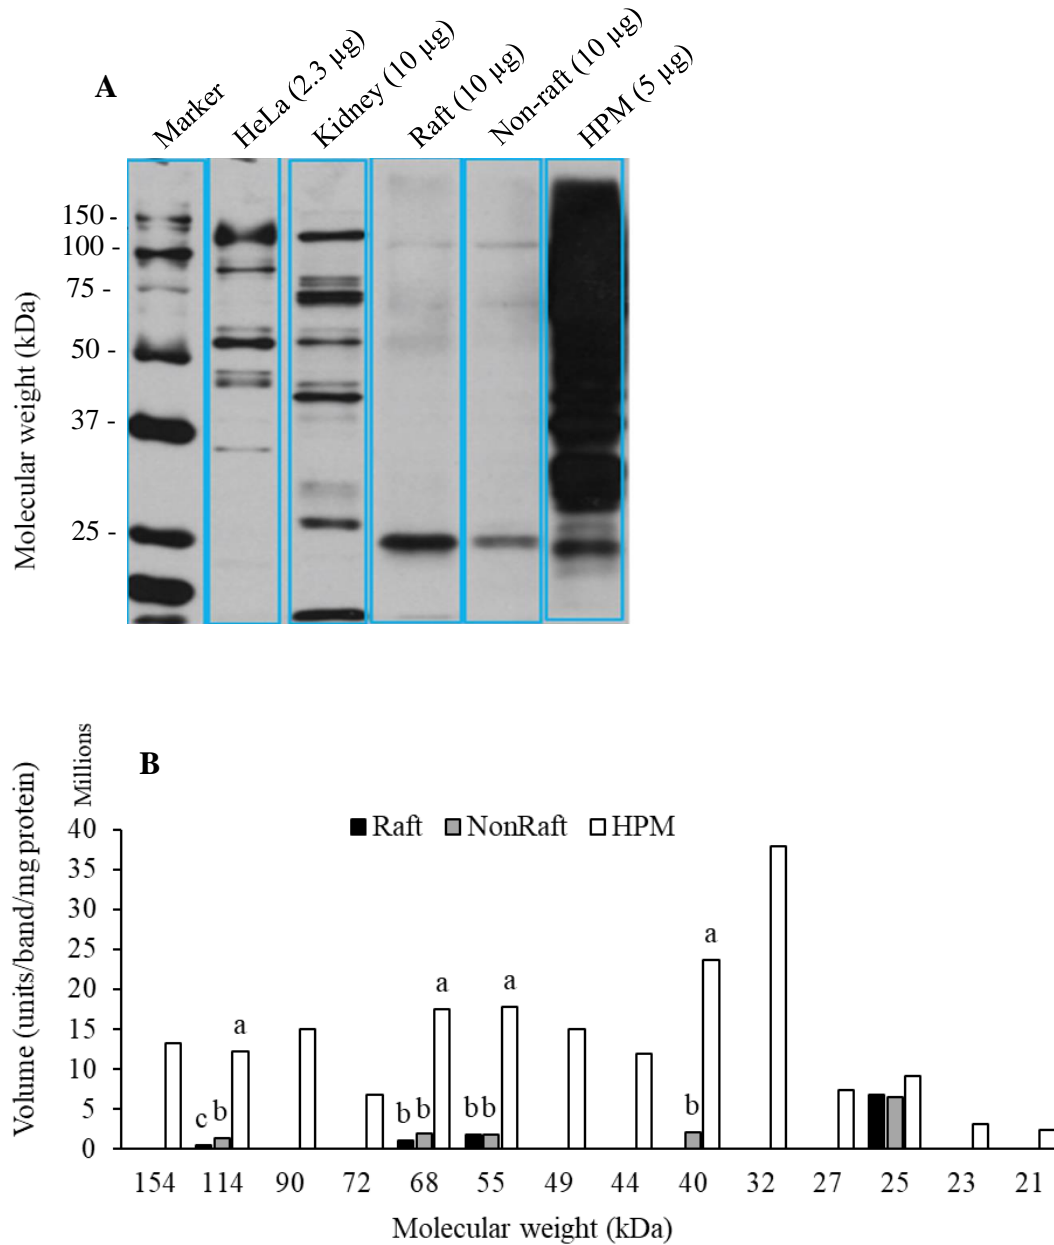 A
Marker
HeLa (2.3 µg)
Kidney (10 µg)
Raft (10 µg)
Non-raft (10 µg)
HPM (5 µg)
Molecular weight (kDa)
150 -
100 -
75 -
50 -
37 -
25 -
B
Millions
Volume (units/band/mg protein)
Raft NonRaft HPM
40
35
30
25
20
15
10
5
0
c b a
b b a
b b a
b a
154 114 90 72 68 55 49 44 40 32 27 25 23 21
Molecular weight (kDa)